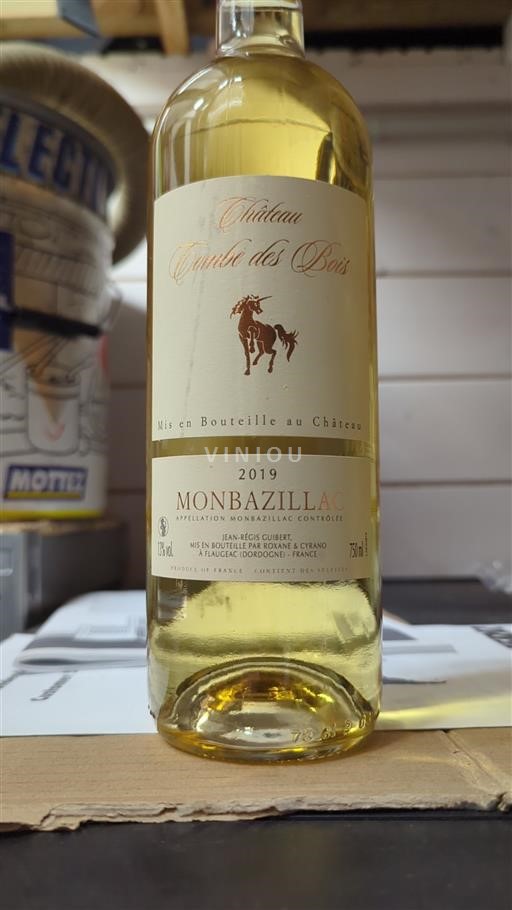 Château
Combe des Bois
Mis en Bouteille au Château
VINIOU
2019
MONBAZILLAC
APPELLATION MONBAZILLAC CONTRÔLÉE
JEAN-RÉGIS GUIBERT,
MIS EN BOUTEILLE PAR ROXANE & CYRANO
À FLAUGEAC (DORDOGNE) - FRANCE
13% vol.
750 ml
PRODUCE OF FRANCE CONTIENT DES SULFITES
LECTI
MOTTEZ